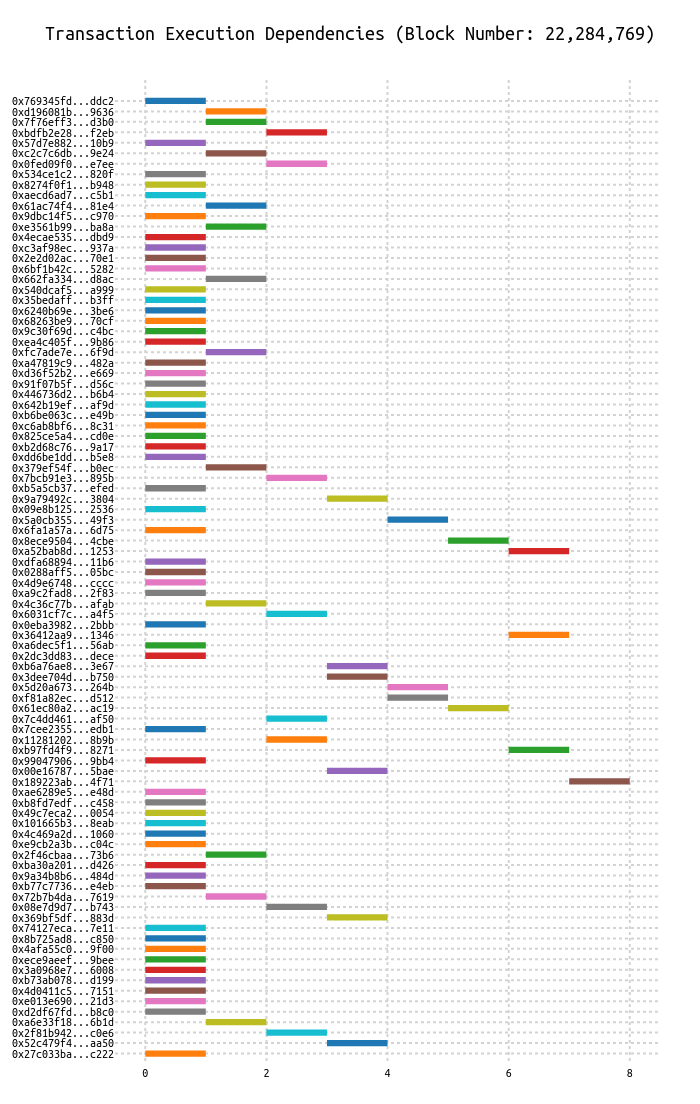 Transaction Execution Dependencies (Block Number: 22,284,769)
0x769345fd...ddc2
0xd196081b...9636
0x7f76eff3...d3b0
0xbdfb2e28...f2eb
0x57d7e882...10b9
0xc2c7c6db...9e24
0x0fed09f0...e7ee
0x534ce1c2...820f
0x8274f0f1...b948
0xaecd6ad7...c5b1
0x61ac74f4...81e4
0x9dbc14f5...c970
0xe3561b99...ba8a
0x4ecae535...dbd9
0xc3af98ec...937a
0x2e2d02ac...70e1
0x6bf1b42c...5282
0x662fa334...d8ac
0x540dcaf5...a999
0x35bedaff...b3ff
0x6240b69e...3be6
0x68263be9...70cf
0x9c30f69d...c4bc
0xea4c405f...9b86
0xfc7ade7e...6f9d
0xa47819c9...482a
0xd36f52b2...e669
0x91f07b5f...d56c
0x446736d2...b6b4
0x642b19ef...af9d
0xb6be063c...e49b
0xc6ab8bf6...8c31
0x825ce5a4...cd0e
0xb2d68c76...9a17
0xdd6be1dd...b5e8
0x379ef54f...b0ec
0x7bcb91e3...895b
0xb5a5cb37...efed
0x9a79492c...3804
0x09e8b125...2536
0x5a0cb355...49f3
0x6fa1a57a...6d75
0x8ece9504...4cbe
0xa52bab8d...1253
0xdfa68894...11b6
0x0288aff5...05bc
0x4d9e6748...cccc
0xa9c2fad8...2f83
0x4c36c77b...afab
0x6031cf7c...a4f5
0x0eba3982...2bbb
0x36412aa9...1346
0xa6dec5f1...56ab
0x2dc3dd83...dece
0xb6a76ae8...3e67
0x3dee704d...b750
0x5d20a673...264b
0xf81a82ec...d512
0x61ec80a2...ac19
0x7c4dd461...af50
0x7cee2355...edb1
0x11281202...8b9b
0xb97fd4f9...8271
0x99047906...9bb4
0x00e16787...5bae
0x189223ab...4f71
0xae6289e5...e48d
0xb8fd7edf...c458
0x49c7eca2...0054
0x101665b3...8eab
0x4c469a2d...1060
0xe9cb2a3b...c04c
0x2f46cbaa...73b6
0xba30a201...d426
0x9a34b8b6...484d
0xb77c7736...e4eb
0x72b7b4da...7619
0x08e7d9d7...b743
0x369bf5df...883d
0x74127eca...7e11
0x8b725ad8...c850
0x4afa55c0...9f00
0xece9aeef...9bee
0x3a0968e7...6008
0xb73ab078...d199
0x4d0411c5...7151
0xe013e690...21d3
0xd2df67fd...b8c0
0xa6e33f18...6b1d
0x2f81b942...c0e6
0x52c479f4...aa50
0x27c033ba...c222
0 2 4 6 8